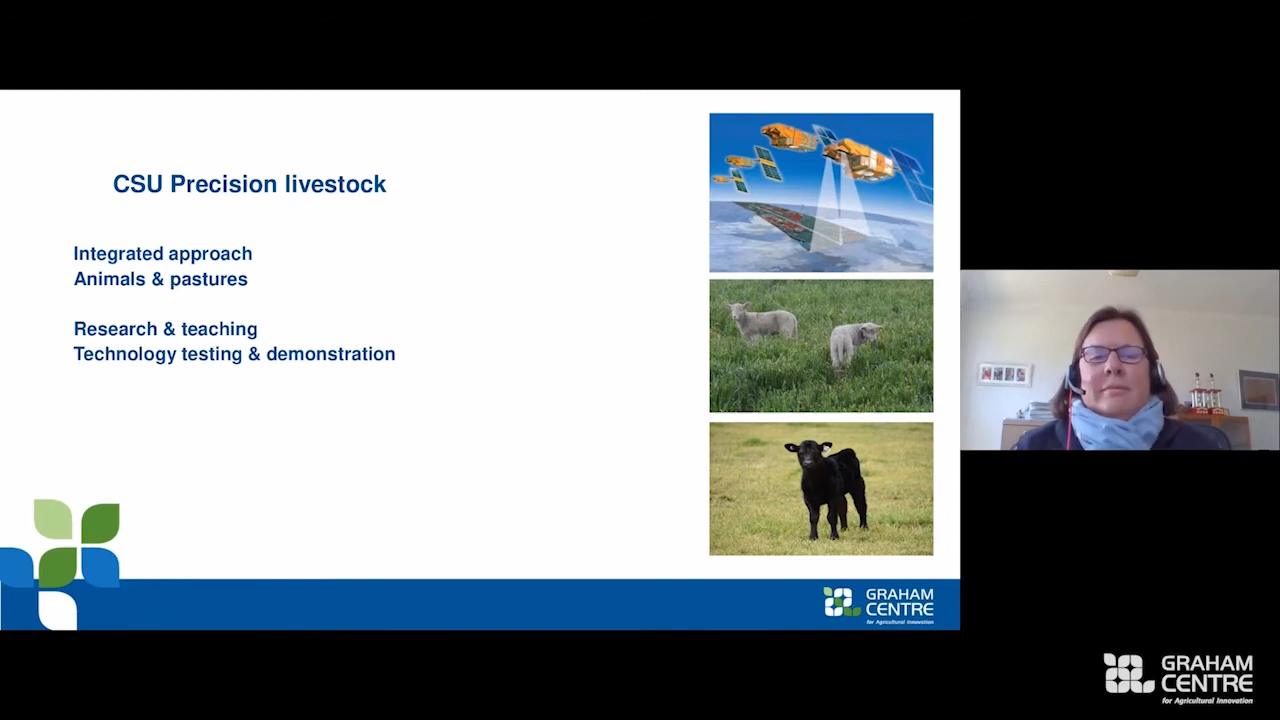 CSU Precision livestock
Integrated approach
Animals & pastures
Research & teaching
Technology testing & demonstration
GRAHAM
CENTRE
for Agricultural Innovation
GRAHAM
CENTRE
for Agricultural Innovation